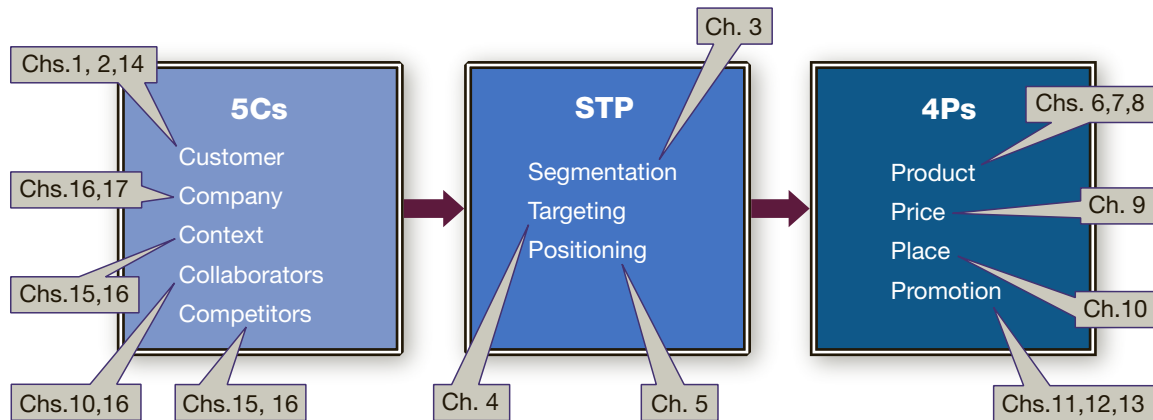 Ch. 3
Chs.1, 2,14
5Cs
STP
4Ps
Chs. 6,7,8
Customer
Segmentation
Product
Chs.16,17
Company
Targeting
Price
Ch. 9
Context
Positioning
Place
Collaborators
Promotion
Chs.15,16
Ch.10
Competitors
Chs.10,16
Chs.15, 16
Ch. 4
Ch. 5
Chs.11,12,13